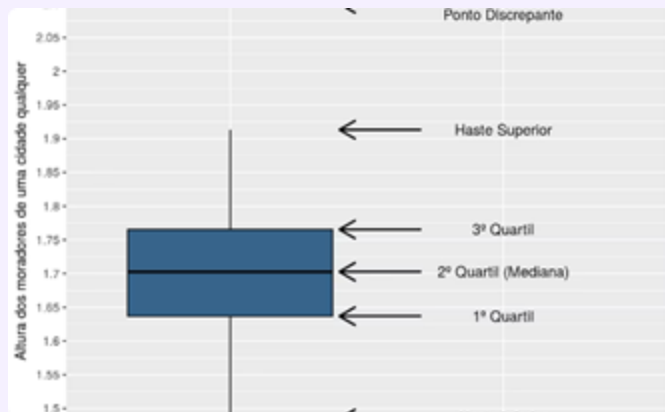 Ponto Discrepante
2.05
2
1.95
Haste Superior
1.9
1.85
1.8
3º Quartil
1.75
2º Quartil (Mediana)
1.7
1.65
1º Quartil
1.6
1.55
1.5
Altura dos moradores de uma cidade qualquer